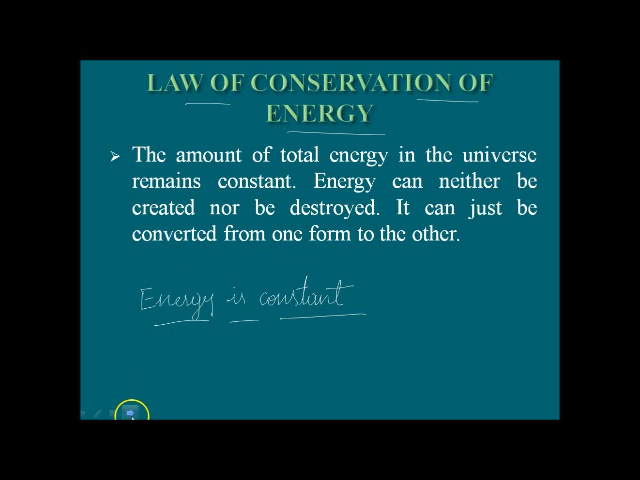 LAW OF CONSERVATION OF
ENERGY
➢ The amount of total energy in the universe
remains constant. Energy can neither be
created nor be destroyed. It can just be
converted from one form to the other.
Energy is constant